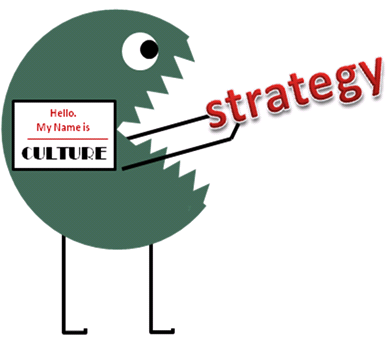 Hello.
My Name is
CULTURE
strategy